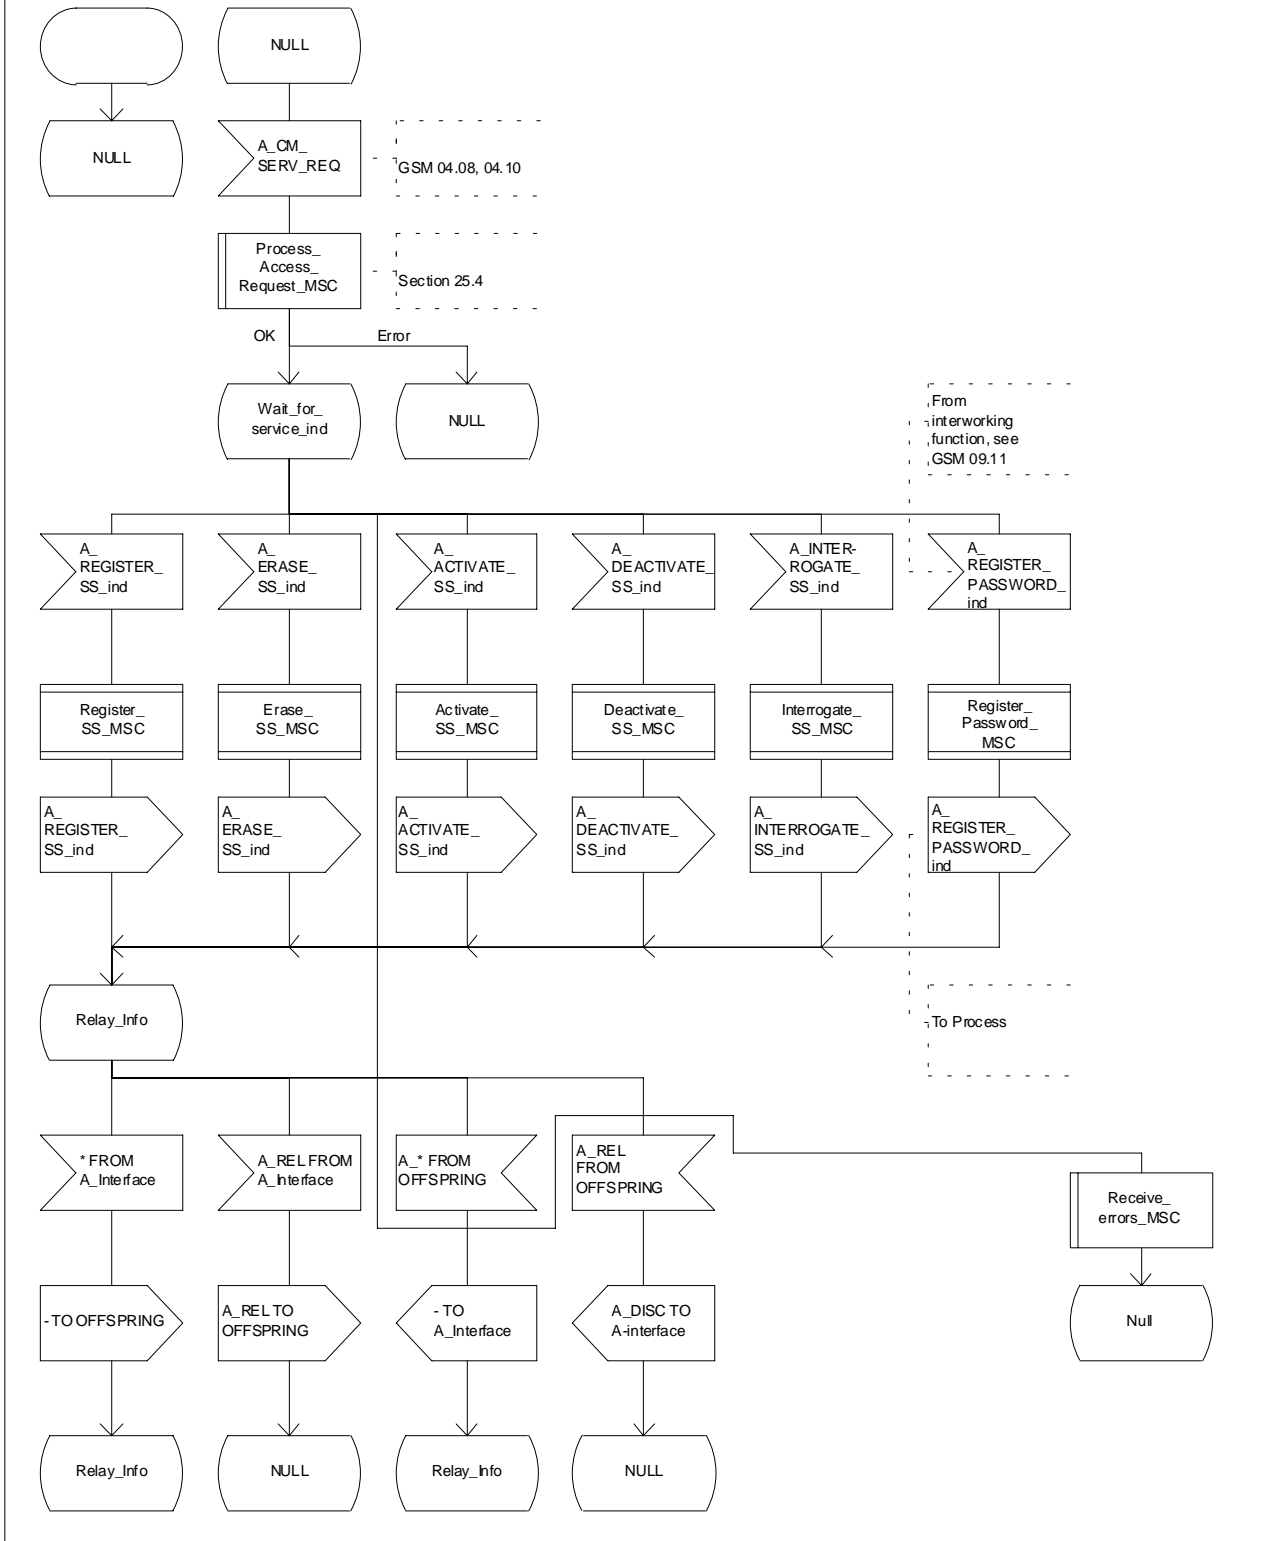 NULL
NULL
A_CM_
SERV_REQ
GSM 04.08, 04.10
Process_
Access_
Request_MSC
Section 25.4
OK
Error
Wait_for_
service_ind
NULL
From
interworking
function, see
GSM 09.11
A_
REGISTER_
SS_ind
A_
ERASE_
SS_ind
A_
ACTIVATE_
SS_ind
A_
DEACTIVATE_
SS_ind
A_INTER-
ROGATE_
SS_ind
A_
REGISTER_
PASSWORD_
ind
Register_
SS_MSC
Erase_
SS_MSC
Activate_
SS_MSC
Deactivate_
SS_MSC
Interrogate_
SS_MSC
Register_
Password_
MSC
A_
REGISTER_
SS_ind
A_
ERASE_
SS_ind
A_
ACTIVATE_
SS_ind
A_
DEACTIVATE_
SS_ind
A_
INTERROGATE_
SS_ind
A_
REGISTER_
PASSWORD_
ind
Relay_Info
To Process
* FROM
A_Interface
A_REL FROM
A_Interface
A_* FROM
OFFSPRING
A_REL
FROM
OFFSPRING
Receive_
errors_MSC
- TO OFFSPRING
A_REL TO
OFFSPRING
- TO
A_Interface
A_DISC TO
A-interface
Null
Relay_Info
NULL
Relay_Info
NULL